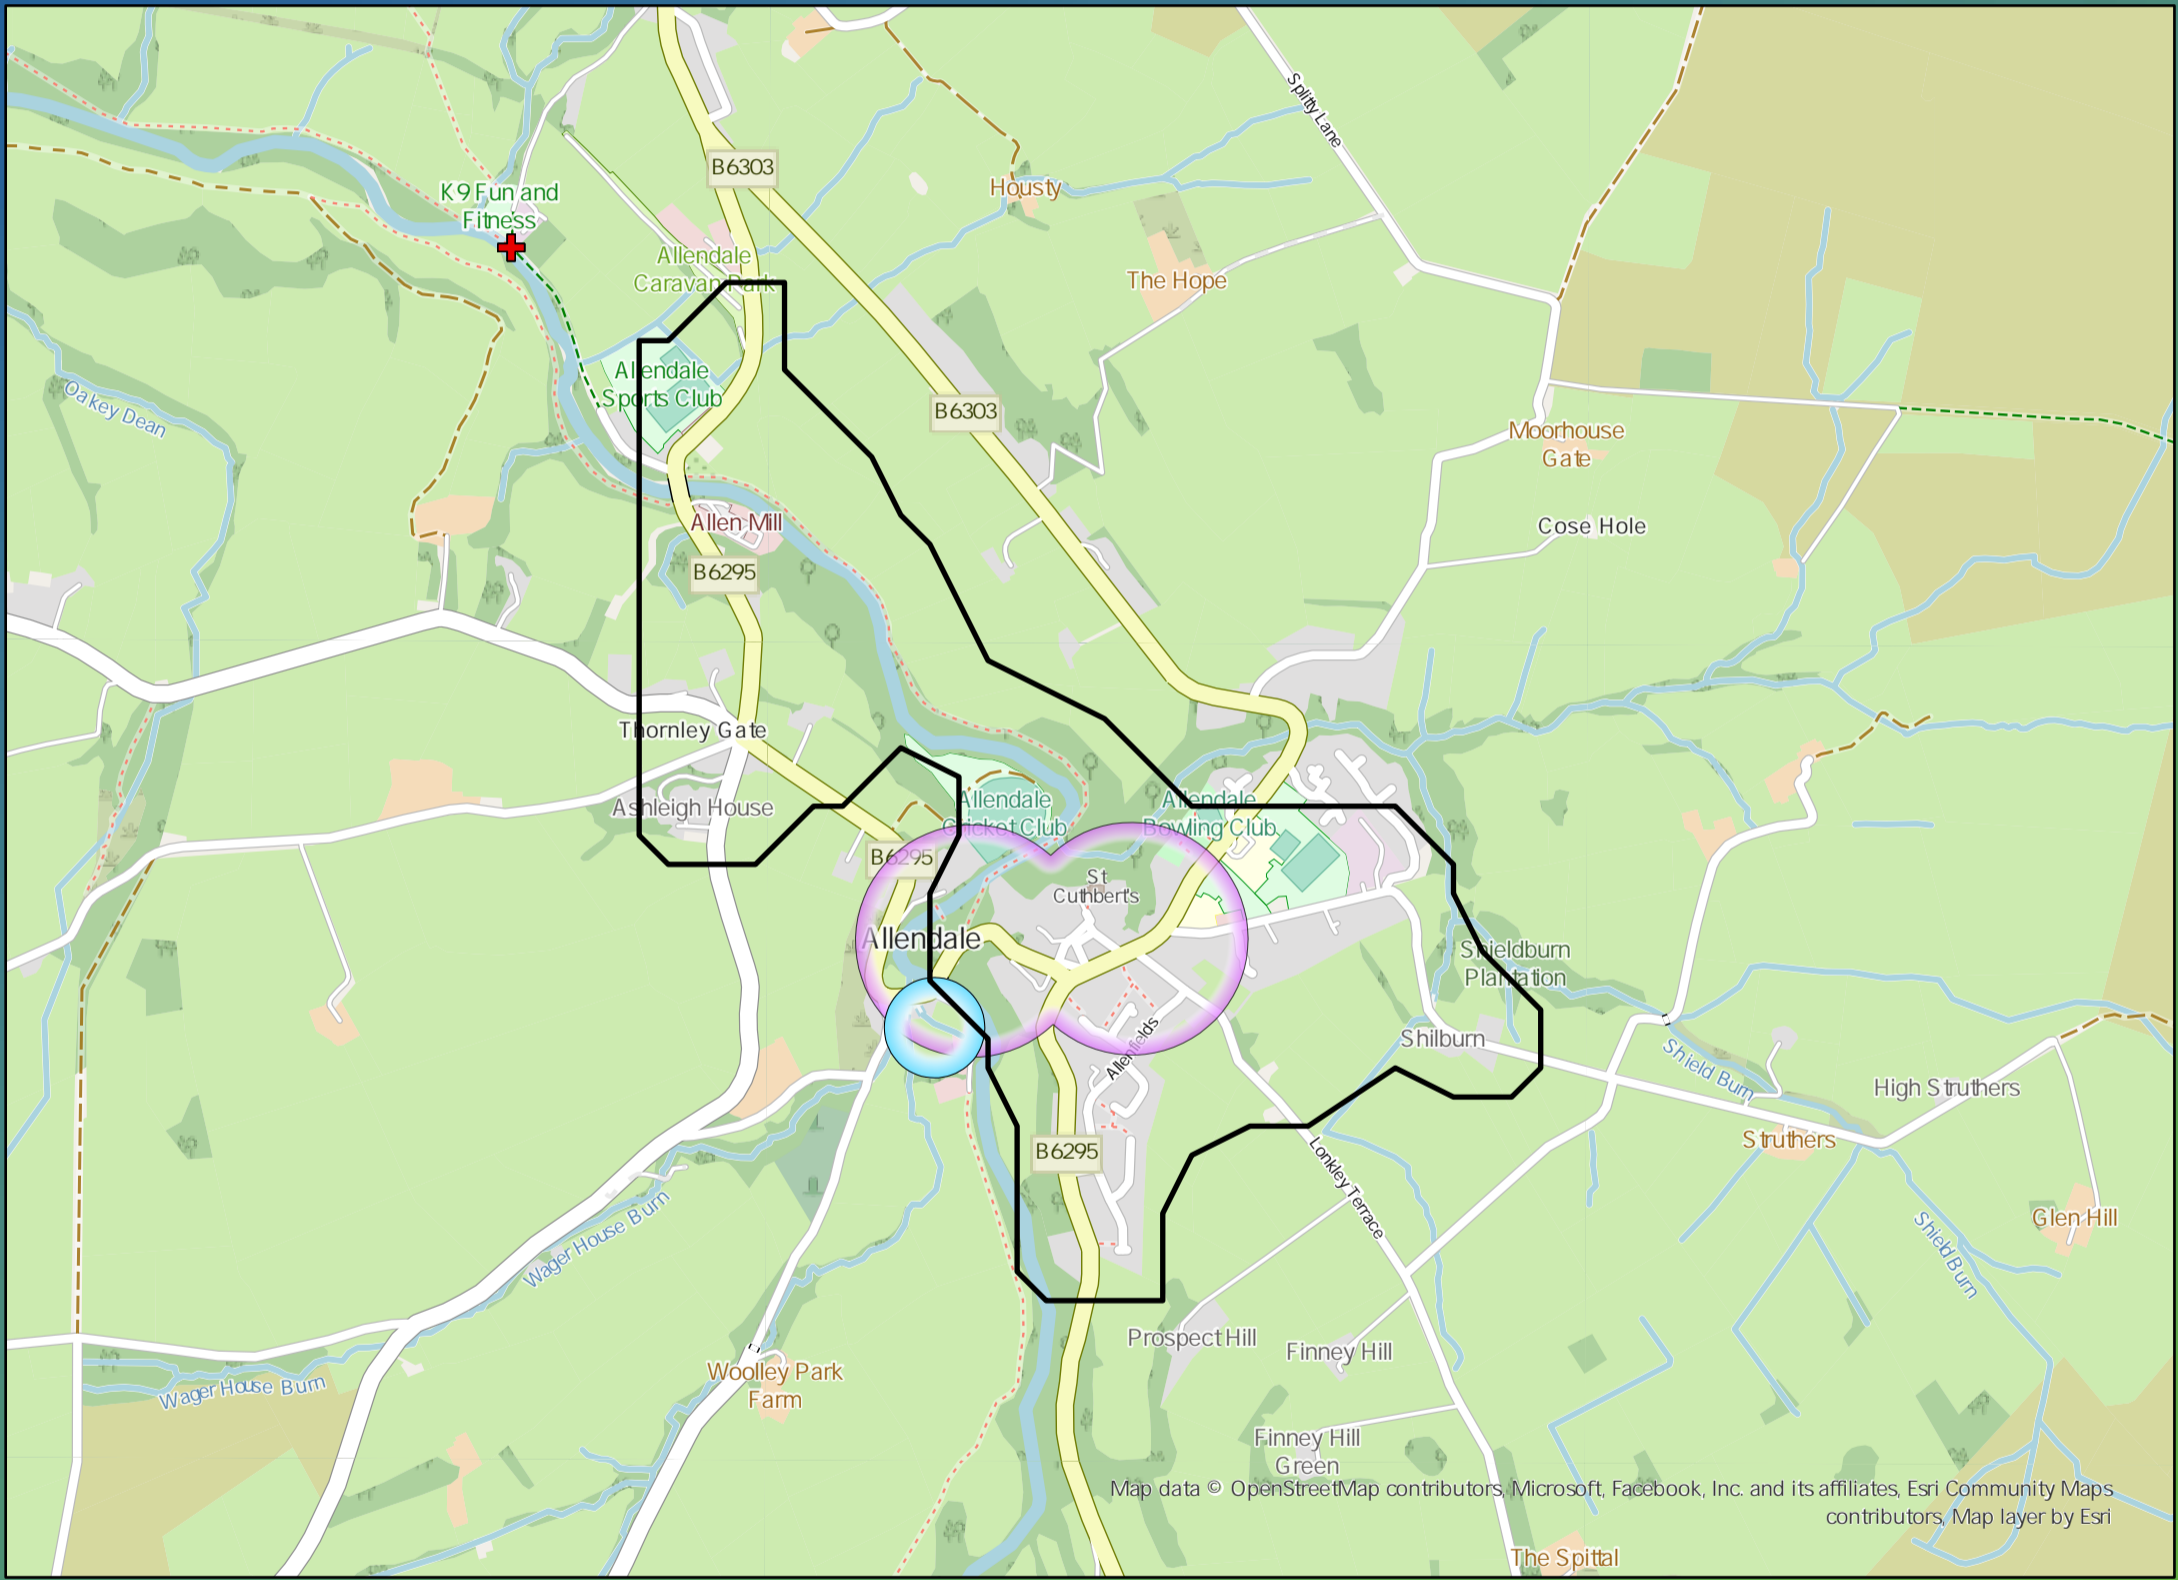 Splitty Lane
B6303
K9 Fun and
Fitness
Housty
Allendale
Caravan Park
The Hope
Allendale
Sports Club
Oakey Dean
B6303
Moorhouse
Gate
Allen Mill
Cose Hole
B6295
Thornley Gate
Ashleigh House
Allendale
Cricket Club
Allendale
Bowling Club
B6295
St
Cuthbert's
Allendale
Shieldburn
Plantation
Allenfields
Shilburn
Shield Burn
High Struthers
B6295
Struthers
Lonkley Terrace
Wager House Burn
Glen Hill
Shield Burn
Prospect Hill
Finney Hill
Woolley Park
Farm
Wager House Burn
Finney Hill
Green
Map data © OpenStreetMap contributors, Microsoft, Facebook, Inc. and its affiliates, Esri Community Maps
contributors, Map layer by Esri
The Spittal